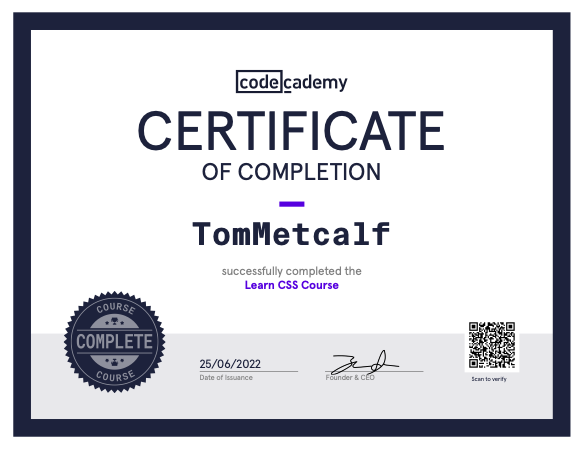 codecademy
CERTIFICATE
OF COMPLETION
TomMetcalf
successfully completed the
Learn CSS Course
COURSE
COMPLETE
COURSE
25/06/2022
Date of Issuance
Founder & CEO
Scan to verify